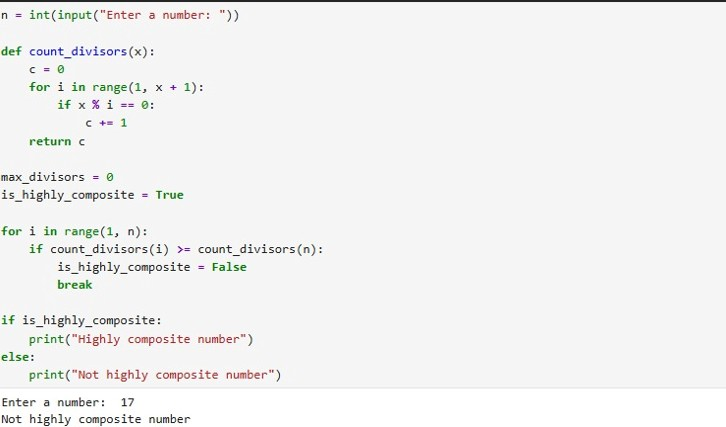 n = int(input("Enter a number: "))
def count_divisors(x):
    c = 0
    for i in range(1, x + 1):
        if x % i == 0:
            c += 1
    return c
max_divisors = 0
is_highly_composite = True
for i in range(1, n):
    if count_divisors(i) >= count_divisors(n):
        is_highly_composite = False
        break
if is_highly_composite:
    print("Highly composite number")
else:
    print("Not highly composite number")
Enter a number:  17
Not highly composite number